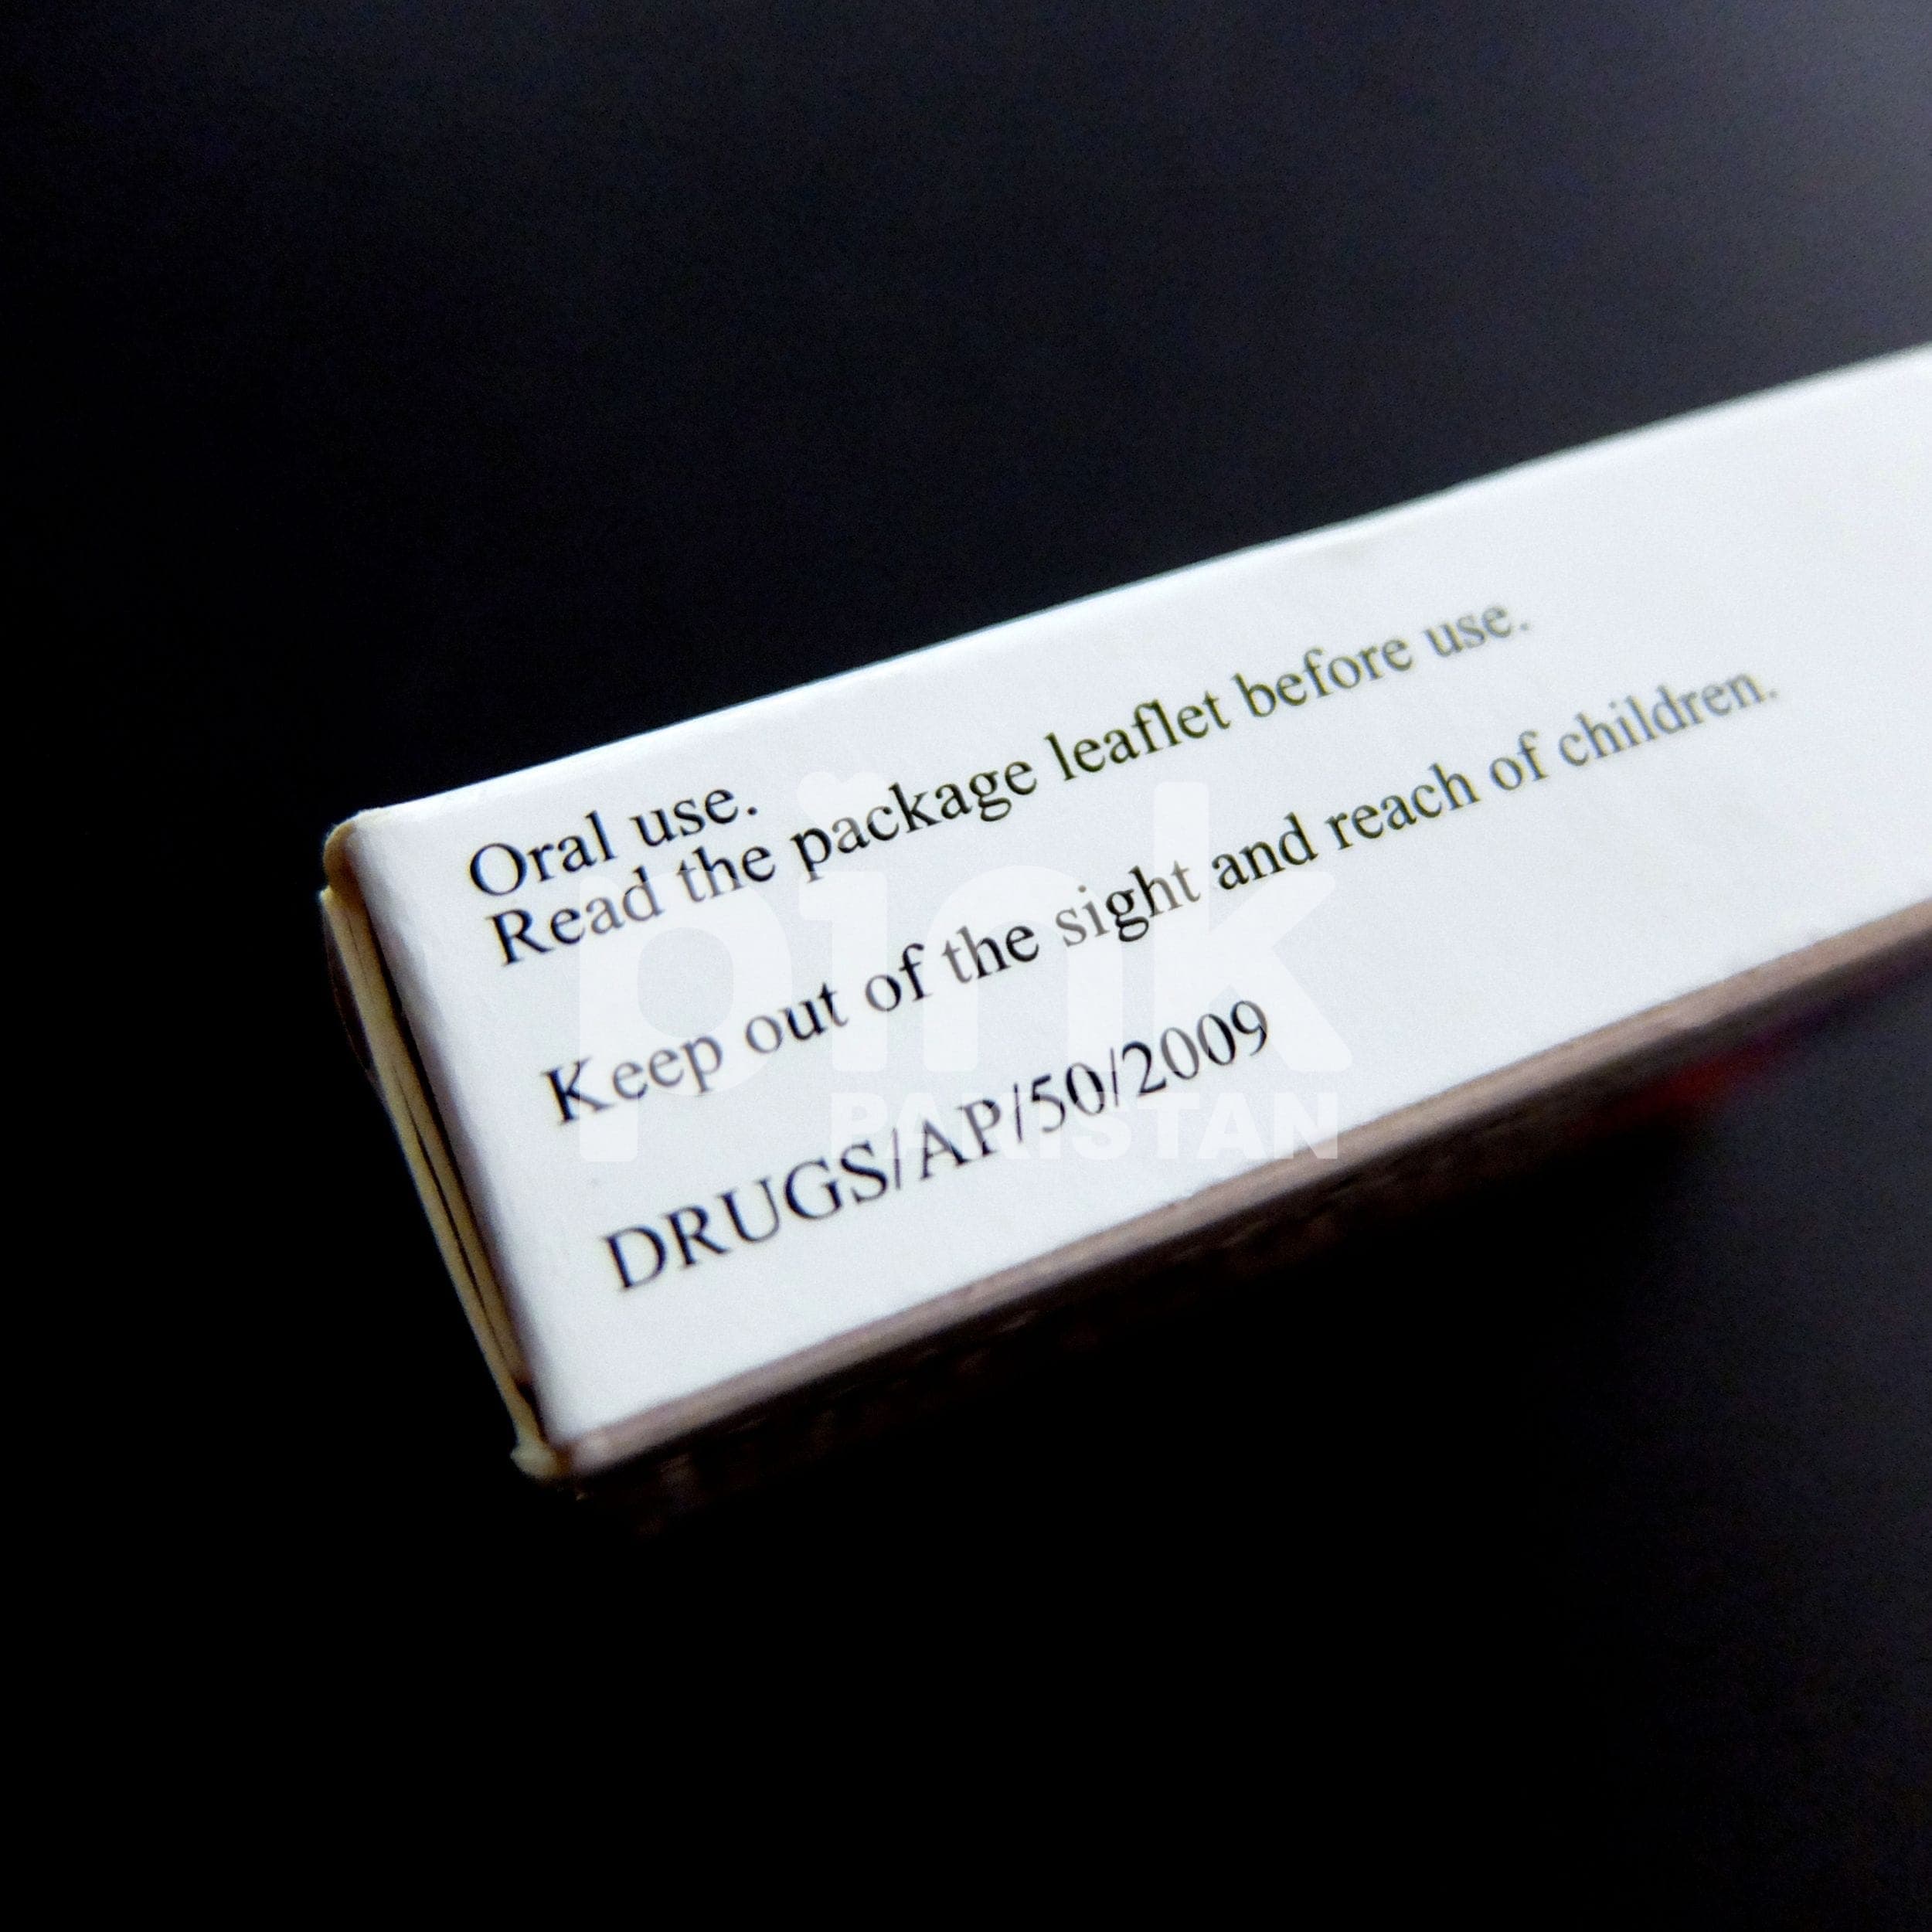 Oral use.
Read the package leaflet before use.
Keep out of the sight and reach of children.
DRUGS/AP/50/2009
pink
PAKISTAN